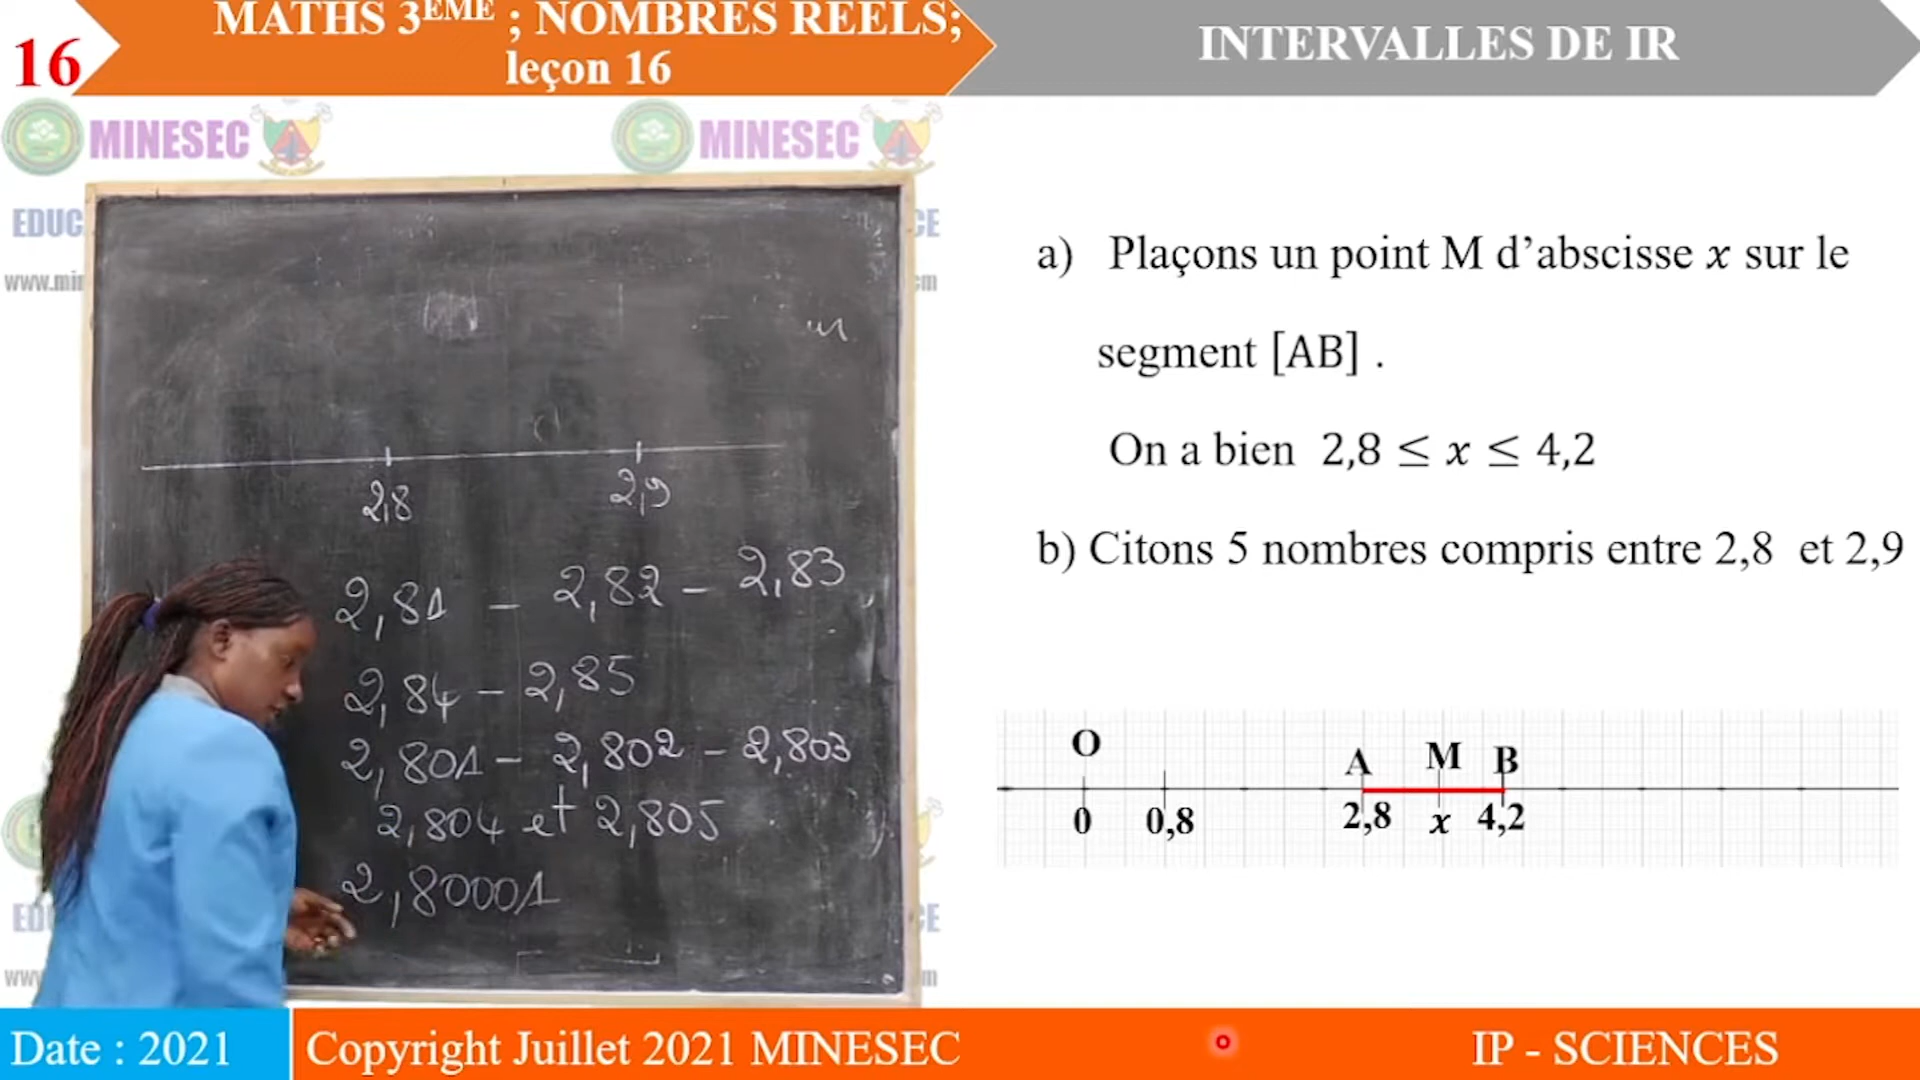 16
MATHS 3EME ; NOMBRES REELS;
leçon 16
INTERVALLES DE IR
MINESEC
MINESEC
a) Plaçons un point M d’abscisse x sur le
segment [AB] .
On a bien 2,8 ≤ x ≤ 4,2
b) Citons 5 nombres compris entre 2,8 et 2,9
2,8 2,9
2,81 – 2,82 – 2,83
2,84 – 2,85
2,801 – 2,802 – 2,803
2,804 et 2,805
2,80001
O A M B
0 0,8 2,8 x 4,2
Date : 2021
Copyright Juillet 2021 MINESEC
IP - SCIENCES